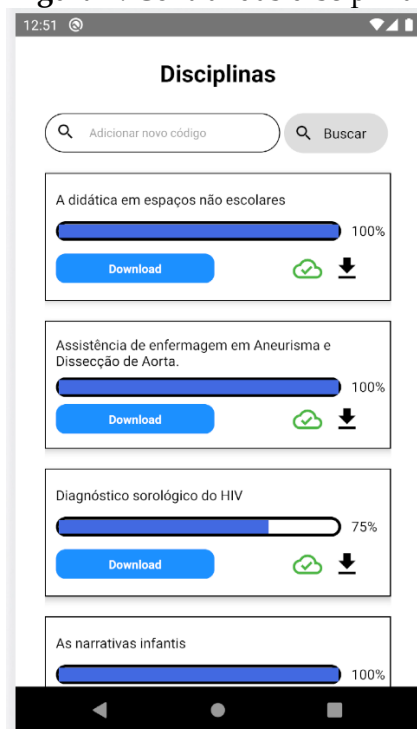 12:51
Disciplinas
Adicionar novo código
Buscar
A didática em espaços não escolares
100%
Download
Assistência de enfermagem em Aneurisma e
Dissecção de Aorta.
100%
Download
Diagnóstico sorológico do HIV
75%
Download
As narrativas infantis
100%